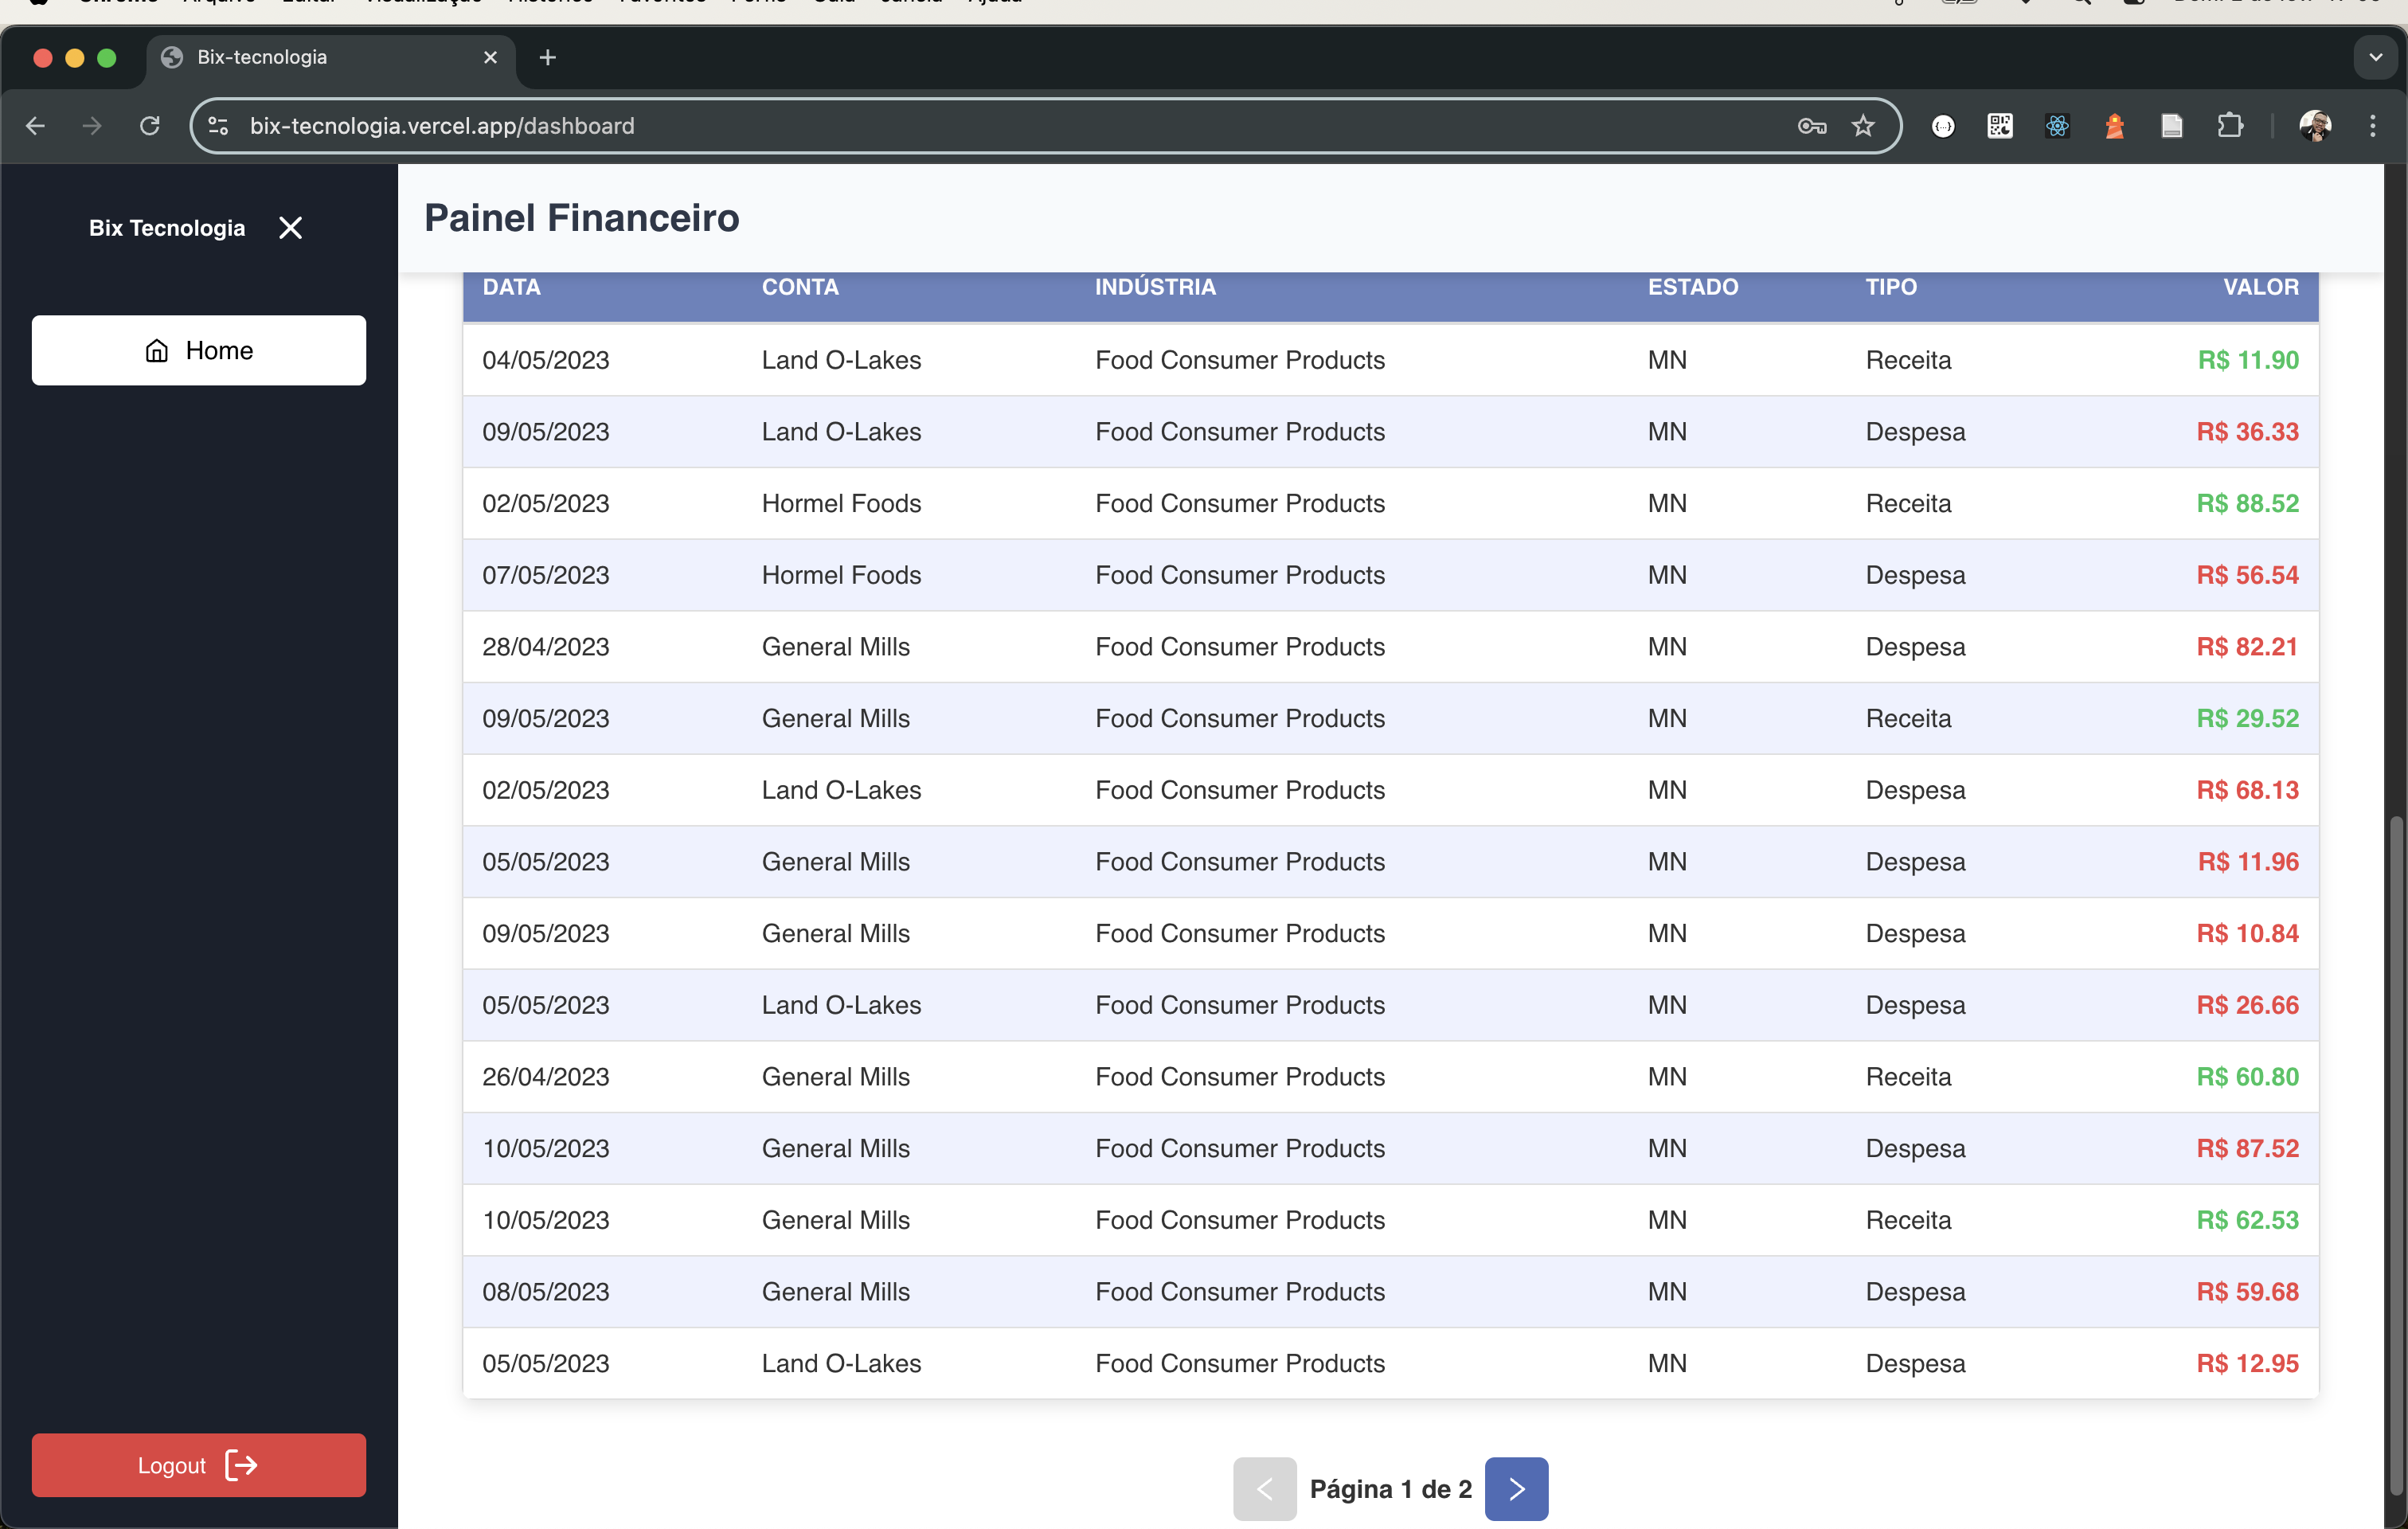 Bix-tecnologia
bix-tecnologia.vercel.app/dashboard
Bix Tecnologia
Home
Logout
Painel Financeiro
DATA CONTA INDÚSTRIA ESTADO TIPO VALOR
04/05/2023 Land O-Lakes Food Consumer Products MN Receita R$ 11.90
09/05/2023 Land O-Lakes Food Consumer Products MN Despesa R$ 36.33
02/05/2023 Hormel Foods Food Consumer Products MN Receita R$ 88.52
07/05/2023 Hormel Foods Food Consumer Products MN Despesa R$ 56.54
28/04/2023 General Mills Food Consumer Products MN Despesa R$ 82.21
09/05/2023 General Mills Food Consumer Products MN Receita R$ 29.52
02/05/2023 Land O-Lakes Food Consumer Products MN Despesa R$ 68.13
05/05/2023 General Mills Food Consumer Products MN Despesa R$ 11.96
09/05/2023 General Mills Food Consumer Products MN Despesa R$ 10.84
05/05/2023 Land O-Lakes Food Consumer Products MN Despesa R$ 26.66
26/04/2023 General Mills Food Consumer Products MN Receita R$ 60.80
10/05/2023 General Mills Food Consumer Products MN Despesa R$ 87.52
10/05/2023 General Mills Food Consumer Products MN Receita R$ 62.53
08/05/2023 General Mills Food Consumer Products MN Despesa R$ 59.68
05/05/2023 Land O-Lakes Food Consumer Products MN Despesa R$ 12.95
Página 1 de 2